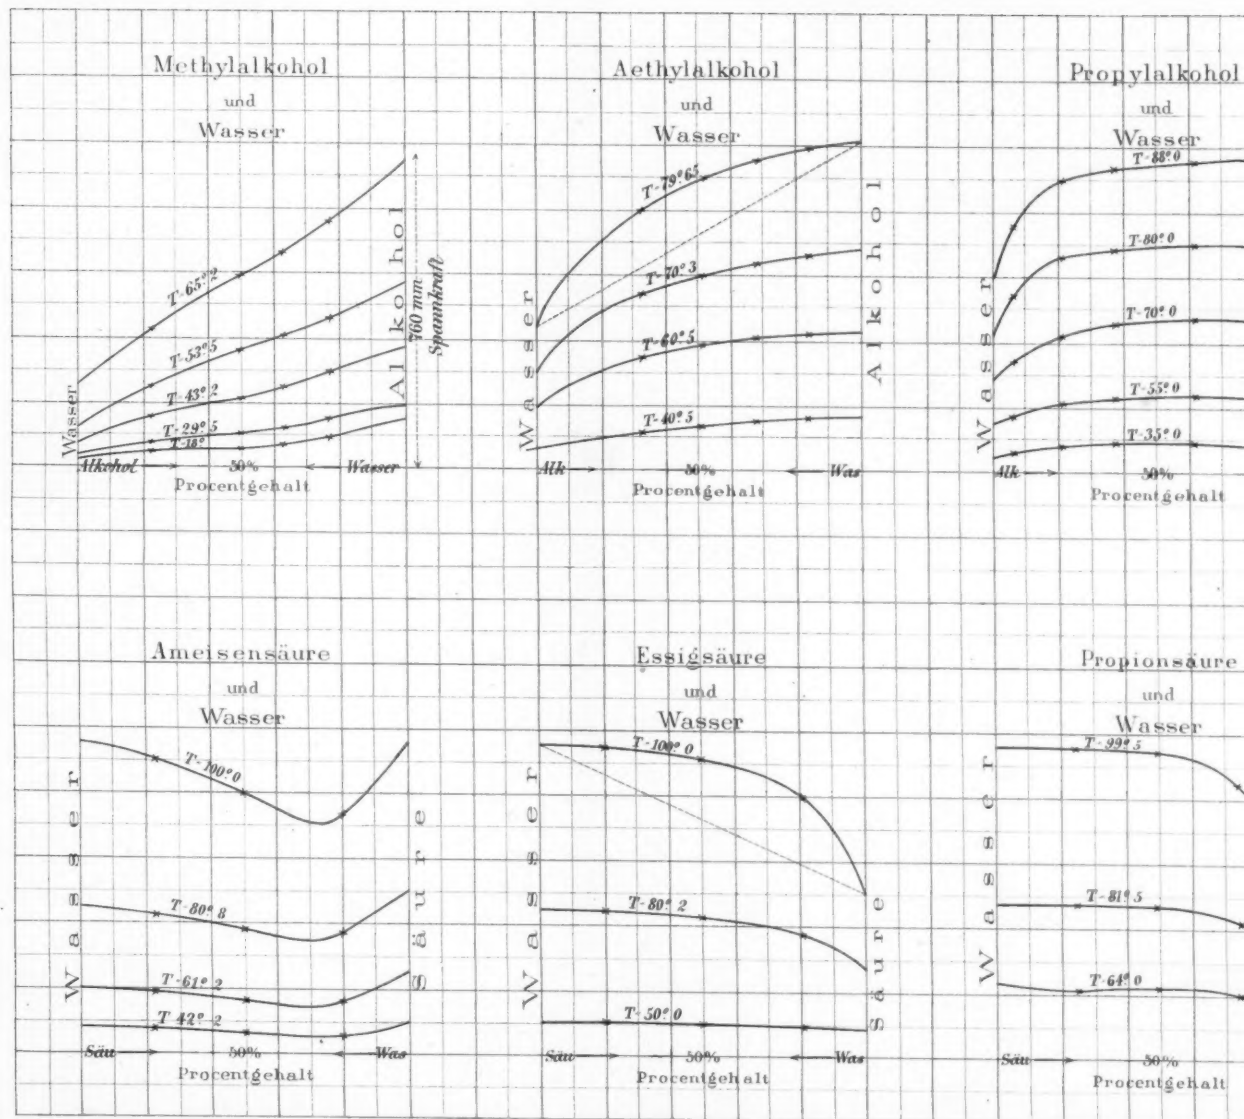 Methylalkohol
und
Wasser
T=65°.2
T=53°.5
T=43°.2
T=29°.5
T=18°
Wasser
Alkohol
760 mm
Spannkraft
Alkohol → 50% ← Wasser
Procentgehalt
Aethylalkohol
und
Wasser
T=79°.65
T=70°.3
T=60°.5
T=40°.5
Wasser
Alkohol
Alk → 50% ← Was
Procentgehalt
Propylalkohol
und
Wasser
T=88°.0
T=80°.0
T=70°.0
T=55°.0
T=35°.0
Wasser
Alk → 50%
Procentgehalt
Ameisensäure
und
Wasser
T=100°.0
T=80°.8
T=61°.2
T=42°.2
Wasser
Säure
Säu → 50% ← Was
Procentgehalt
Essigsäure
und
Wasser
T=100°.0
T=80°.2
T=50°.0
Wasser
Säure
Säu → 50% ← Was
Procentgehalt
Propionsäure
und
Wasser
T=99°.5
T=81°.5
T=64°.0
Wasser
Säu → 50%
Procentgehalt